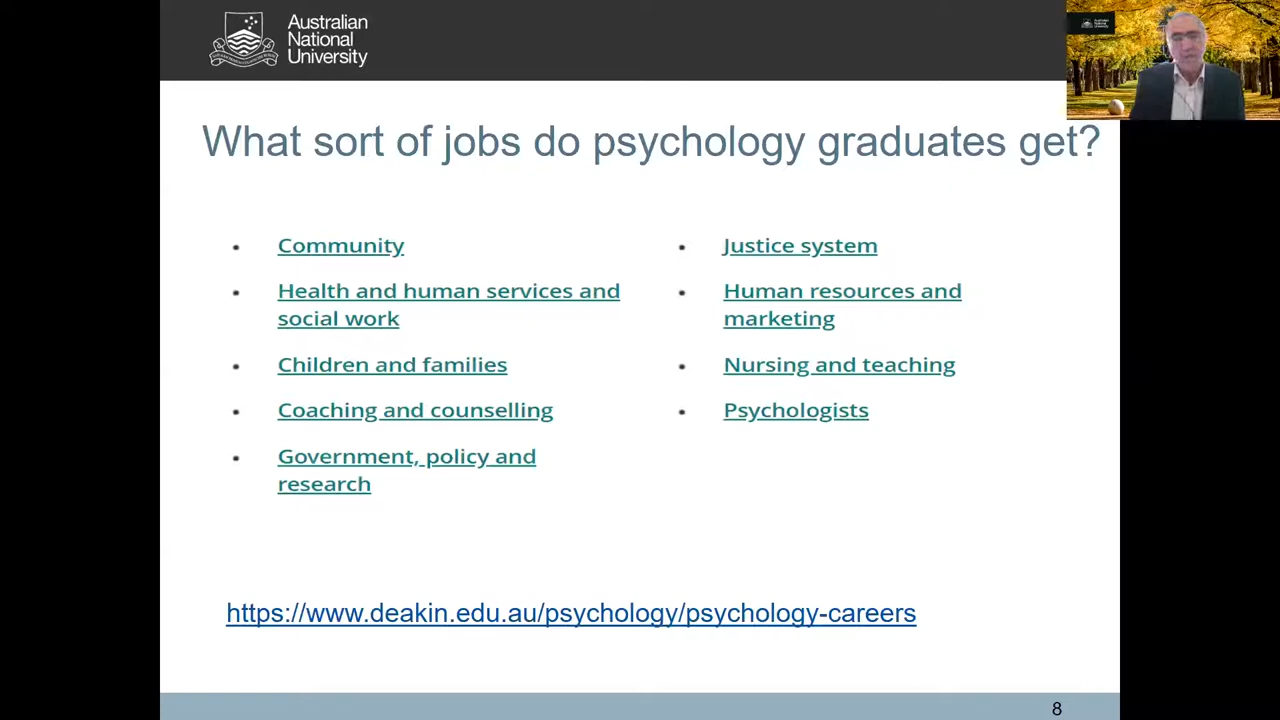 Australian
National
University
What sort of jobs do psychology graduates get?
• Community
• Health and human services and
social work
• Children and families
• Coaching and counselling
• Government, policy and
research
• Justice system
• Human resources and
marketing
• Nursing and teaching
• Psychologists
https://www.deakin.edu.au/psychology/psychology-careers
8